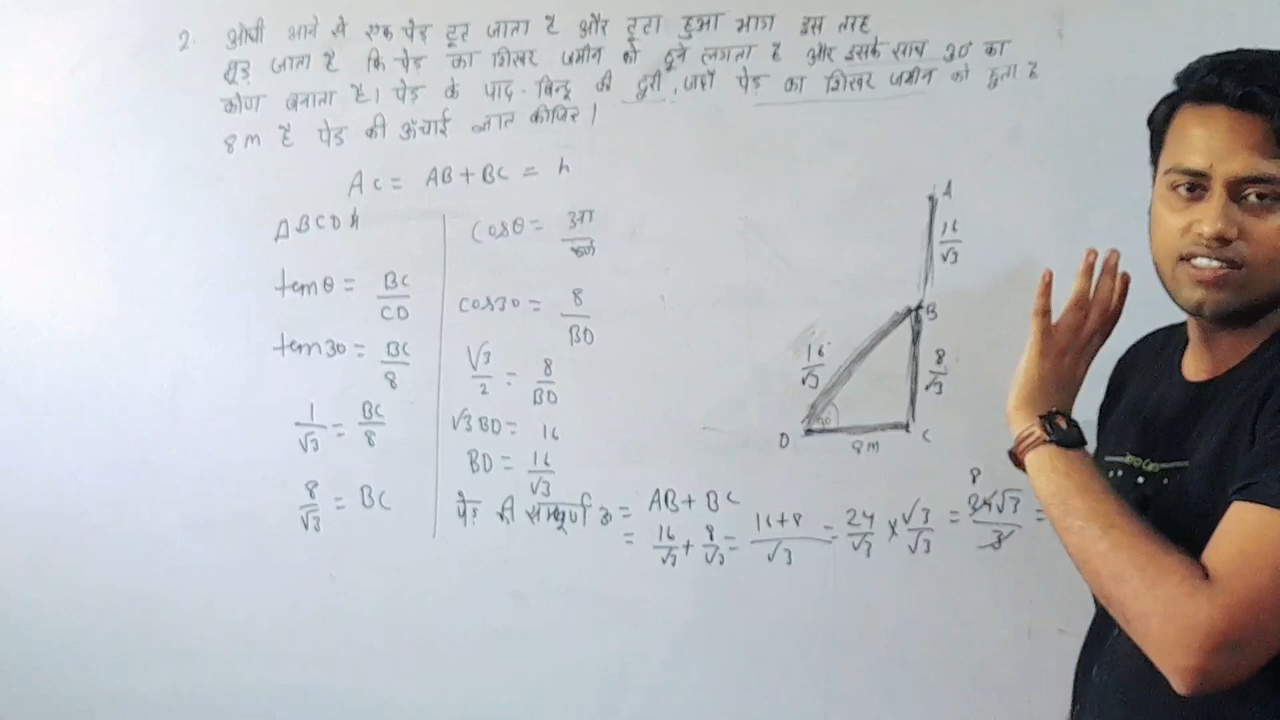 2. आंधी आने से एक पेड़ टूट जाता है और टूटा हुआ भाग इस तरह
मुड़ जाता है कि पेड़ का शिखर जमीन को छूने लगता है और इसके साथ 30° का
कोण बनाता है। पेड़ के पाद-बिन्दू की दुरी, जहाँ पेड़ का शिखर जमीन को छुता है
8m है पेड़ की ऊँचाई ज्ञात कीजिए।
AC = AB + BC = h
ΔBCD में
tanθ = BC/CD
tan30 = BC/8
1/√3 = BC/8
8/√3 = BC
cosθ = आ/कर्ण
cos30 = 8/BD
√3/2 = 8/BD
√3BD = 16
BD = 16/√3
पेड़ की सम्पूर्ण ऊ = AB + BC
= 16/√3 + 8/√3 = 16+8/√3 = 24/√3 × √3/√3 = 24√3/3 =
8
A
16/√3
B
16/√3
8/√3
30
D
8m
C